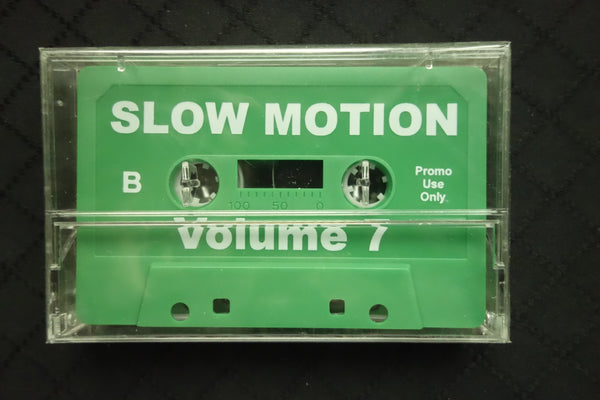 SLOW MOTION
B
Promo
Use
Only
100 50 0
Volume 7